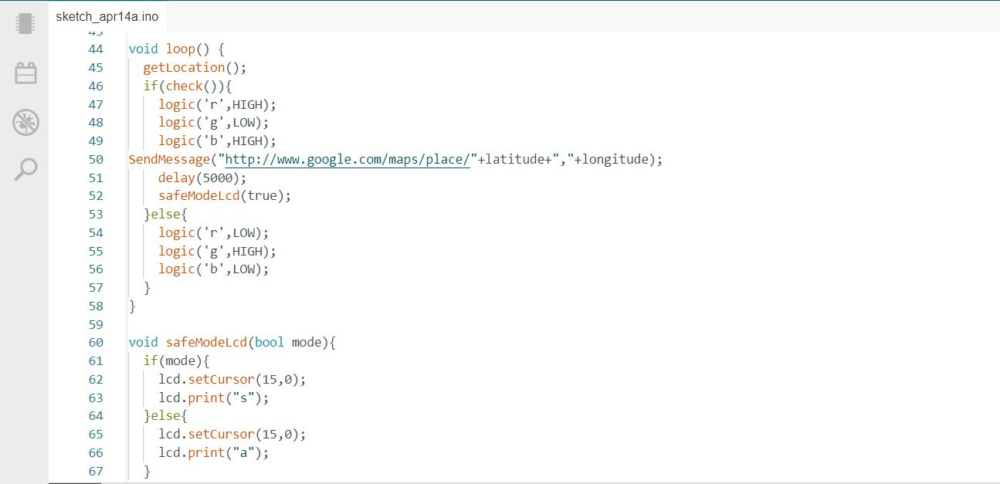 sketch_apr14a.ino
43
44 void loop() {
45 getLocation();
46 if(check()){
47 logic('r',HIGH);
48 logic('g',LOW);
49 logic('b',HIGH);
50 SendMessage("http://www.google.com/maps/place/"+latitude+","+longitude);
51 delay(5000);
52 safeModeLcd(true);
53 }else{
54 logic('r',LOW);
55 logic('g',HIGH);
56 logic('b',LOW);
57 }
58 }
59
60 void safeModeLcd(bool mode){
61 if(mode){
62 lcd.setCursor(15,0);
63 lcd.print("s");
64 }else{
65 lcd.setCursor(15,0);
66 lcd.print("a");
67 }